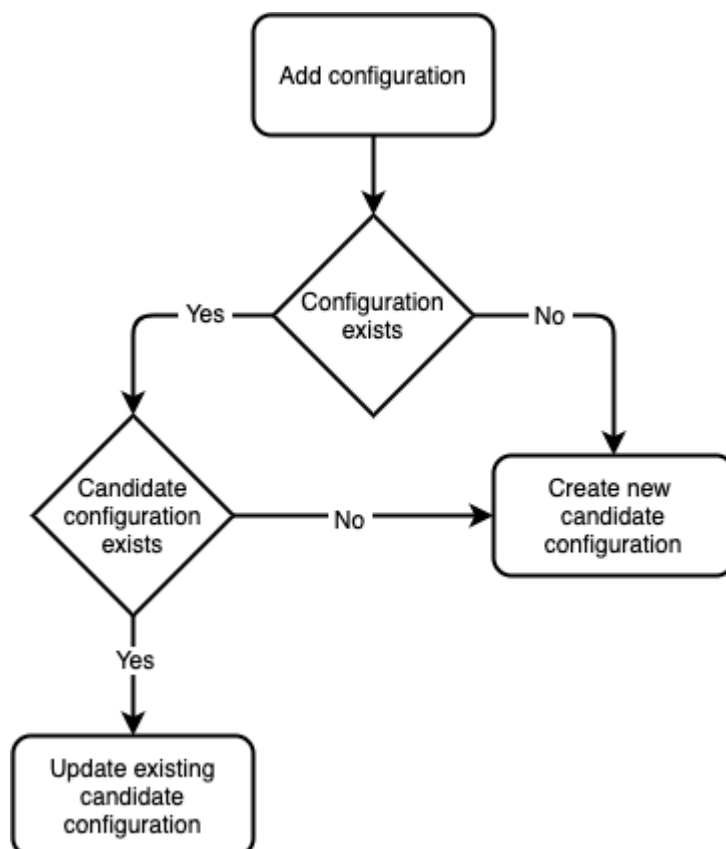 Add configuration
Configuration
exists
Yes
No
Candidate
configuration
exists
No
Create new
candidate
configuration
Yes
Update existing
candidate
configuration